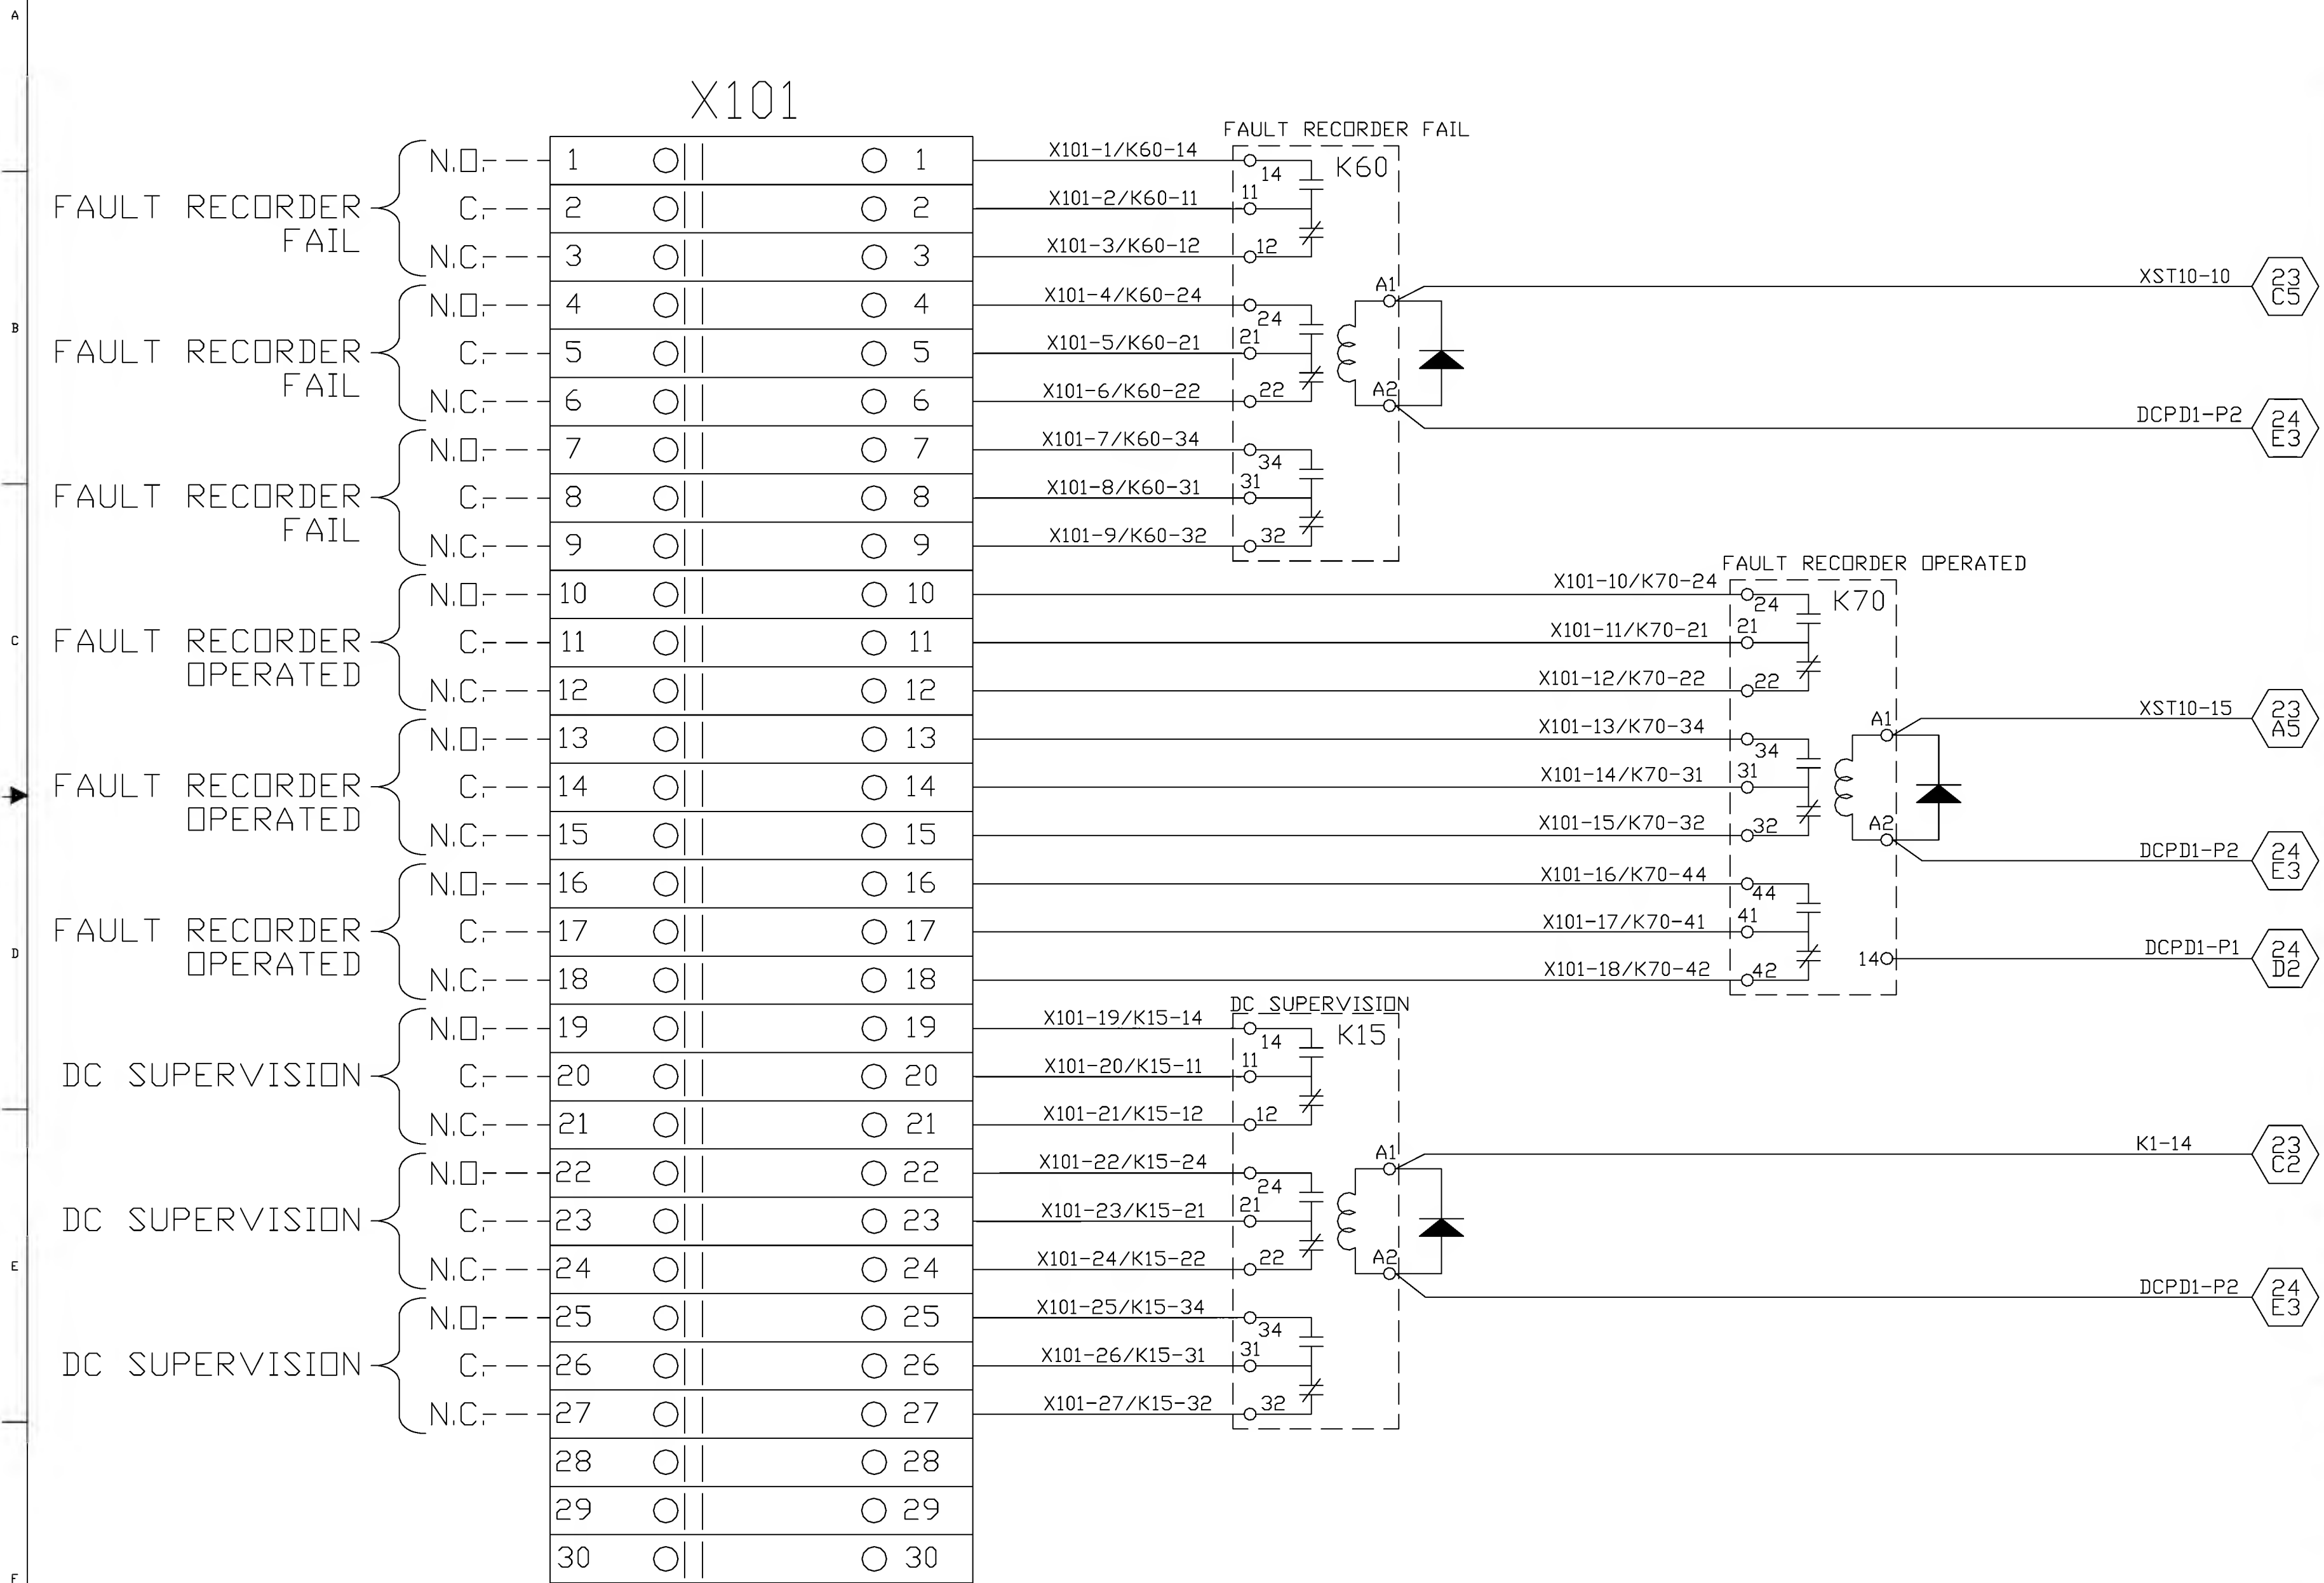 A
X101
FAULT RECORDER FAIL
N.O. 1 1 X101-1/K60-14 14 K60
FAULT RECORDER C. 2 2 X101-2/K60-11 11
FAIL
N.C. 3 3 X101-3/K60-12 12
XST10-10 23
C5
N.O. 4 4 X101-4/K60-24 24 A1
B
FAULT RECORDER C. 5 5 X101-5/K60-21 21
FAIL
N.C. 6 6 X101-6/K60-22 22 A2
DCPD1-P2 24
E3
N.O. 7 7 X101-7/K60-34 34
FAULT RECORDER C. 8 8 X101-8/K60-31 31
FAIL
N.C. 9 9 X101-9/K60-32 32
FAULT RECORDER OPERATED
N.O. 10 10 X101-10/K70-24 24 K70
C
FAULT RECORDER C. 11 11 X101-11/K70-21 21
OPERATED
N.C. 12 12 X101-12/K70-22 22
XST10-15 23
A5
N.O. 13 13 X101-13/K70-34 34 A1
FAULT RECORDER C. 14 14 X101-14/K70-31 31
OPERATED
N.C. 15 15 X101-15/K70-32 32 A2
DCPD1-P2 24
E3
N.O. 16 16 X101-16/K70-44 44
FAULT RECORDER C. 17 17 X101-17/K70-41 41
OPERATED
D
14 DCPD1-P1 24
D2
N.C. 18 18 X101-18/K70-42 42
DC SUPERVISION
N.O. 19 19 X101-19/K15-14 14 K15
DC SUPERVISION C. 20 20 X101-20/K15-11 11
N.C. 21 21 X101-21/K15-12 12
K1-14 23
C2
N.O. 22 22 X101-22/K15-24 24 A1
DC SUPERVISION C. 23 23 X101-23/K15-21 21
E
N.C. 24 24 X101-24/K15-22 22 A2
DCPD1-P2 24
E3
N.O. 25 25 X101-25/K15-34 34
DC SUPERVISION C. 26 26 X101-26/K15-31 31
N.C. 27 27 X101-27/K15-32 32
28 28
29 29
30 30
F